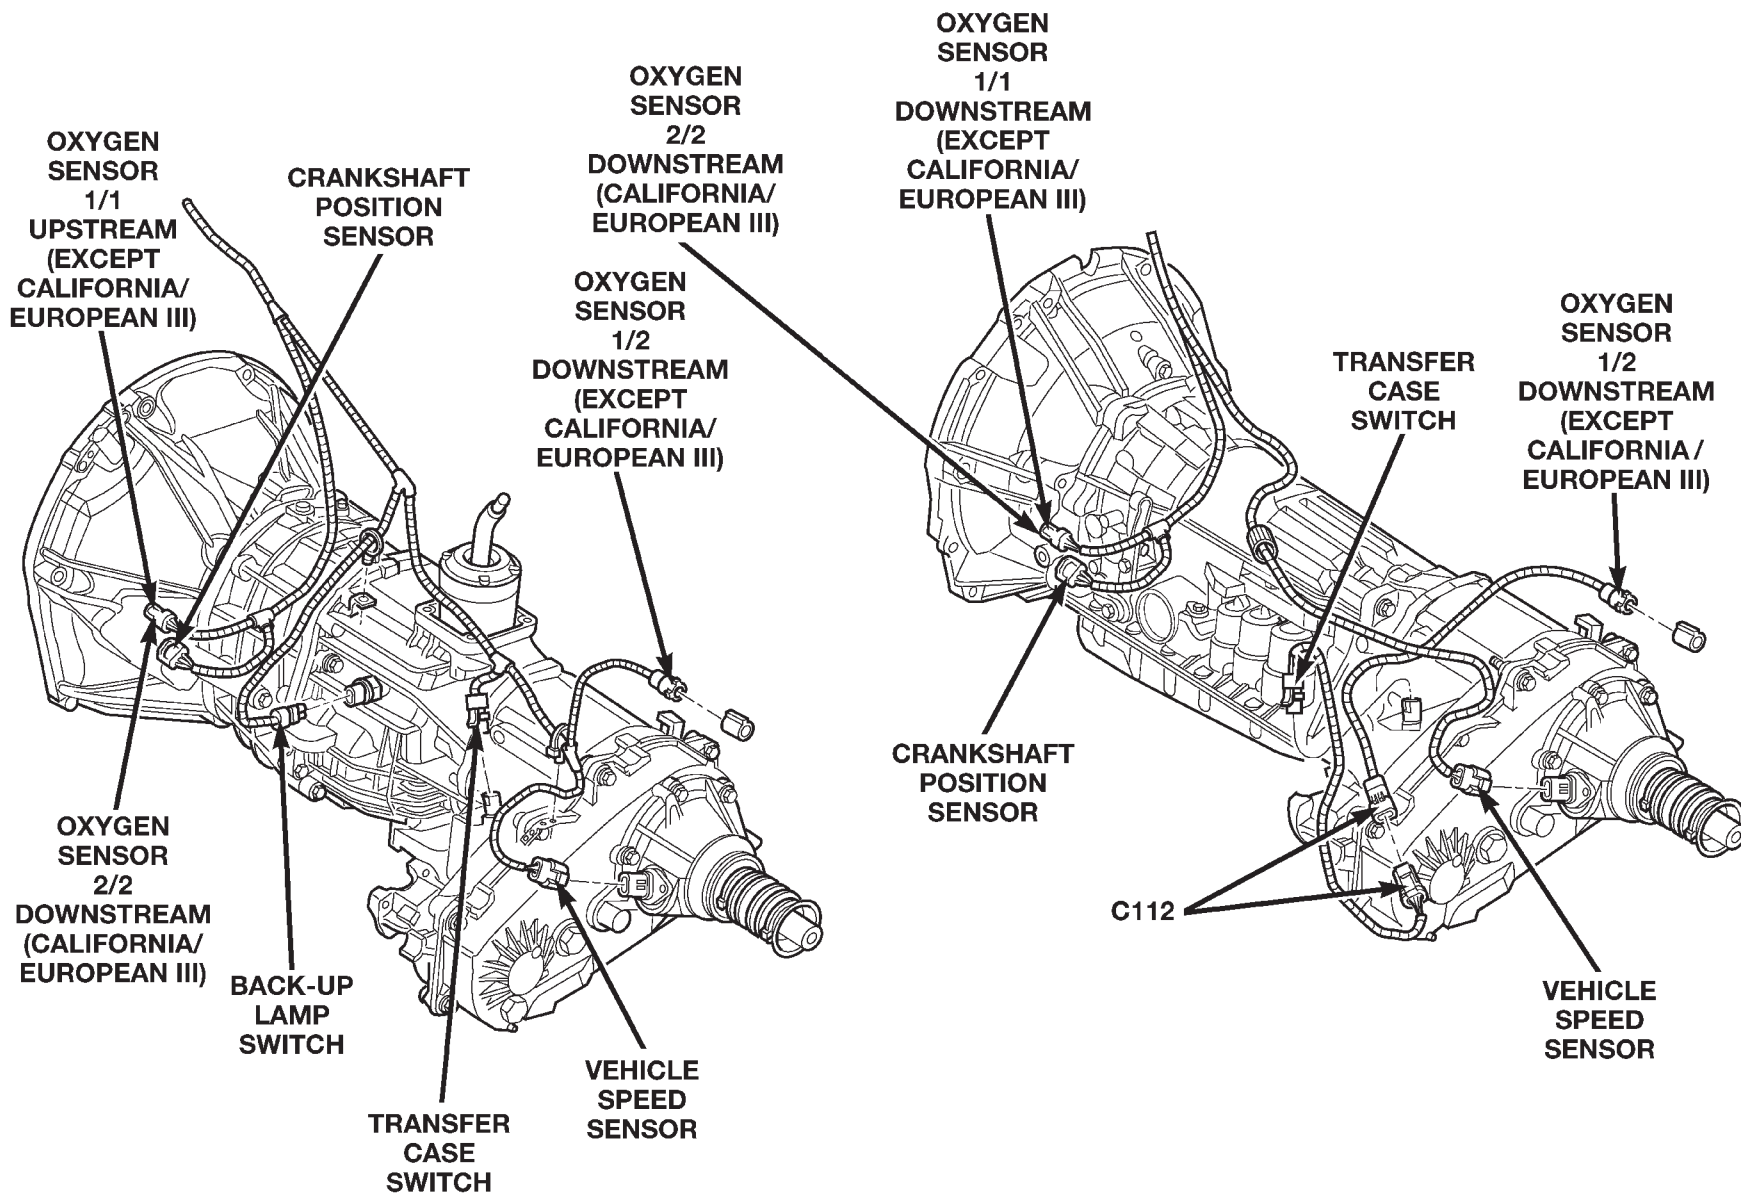 OXYGEN
SENSOR
1/1
UPSTREAM
(EXCEPT
CALIFORNIA/
EUROPEAN III)
CRANKSHAFT
POSITION
SENSOR
OXYGEN
SENSOR
2/2
DOWNSTREAM
(CALIFORNIA/
EUROPEAN III)
OXYGEN
SENSOR
1/2
DOWNSTREAM
(EXCEPT
CALIFORNIA/
EUROPEAN III)
OXYGEN
SENSOR
2/2
DOWNSTREAM
(CALIFORNIA/
EUROPEAN III)
BACK-UP
LAMP
SWITCH
TRANSFER
CASE
SWITCH
VEHICLE
SPEED
SENSOR
OXYGEN
SENSOR
1/1
DOWNSTREAM
(EXCEPT
CALIFORNIA/
EUROPEAN III)
TRANSFER
CASE
SWITCH
OXYGEN
SENSOR
1/2
DOWNSTREAM
(EXCEPT
CALIFORNIA /
EUROPEAN III)
CRANKSHAFT
POSITION
SENSOR
C112
VEHICLE
SPEED
SENSOR